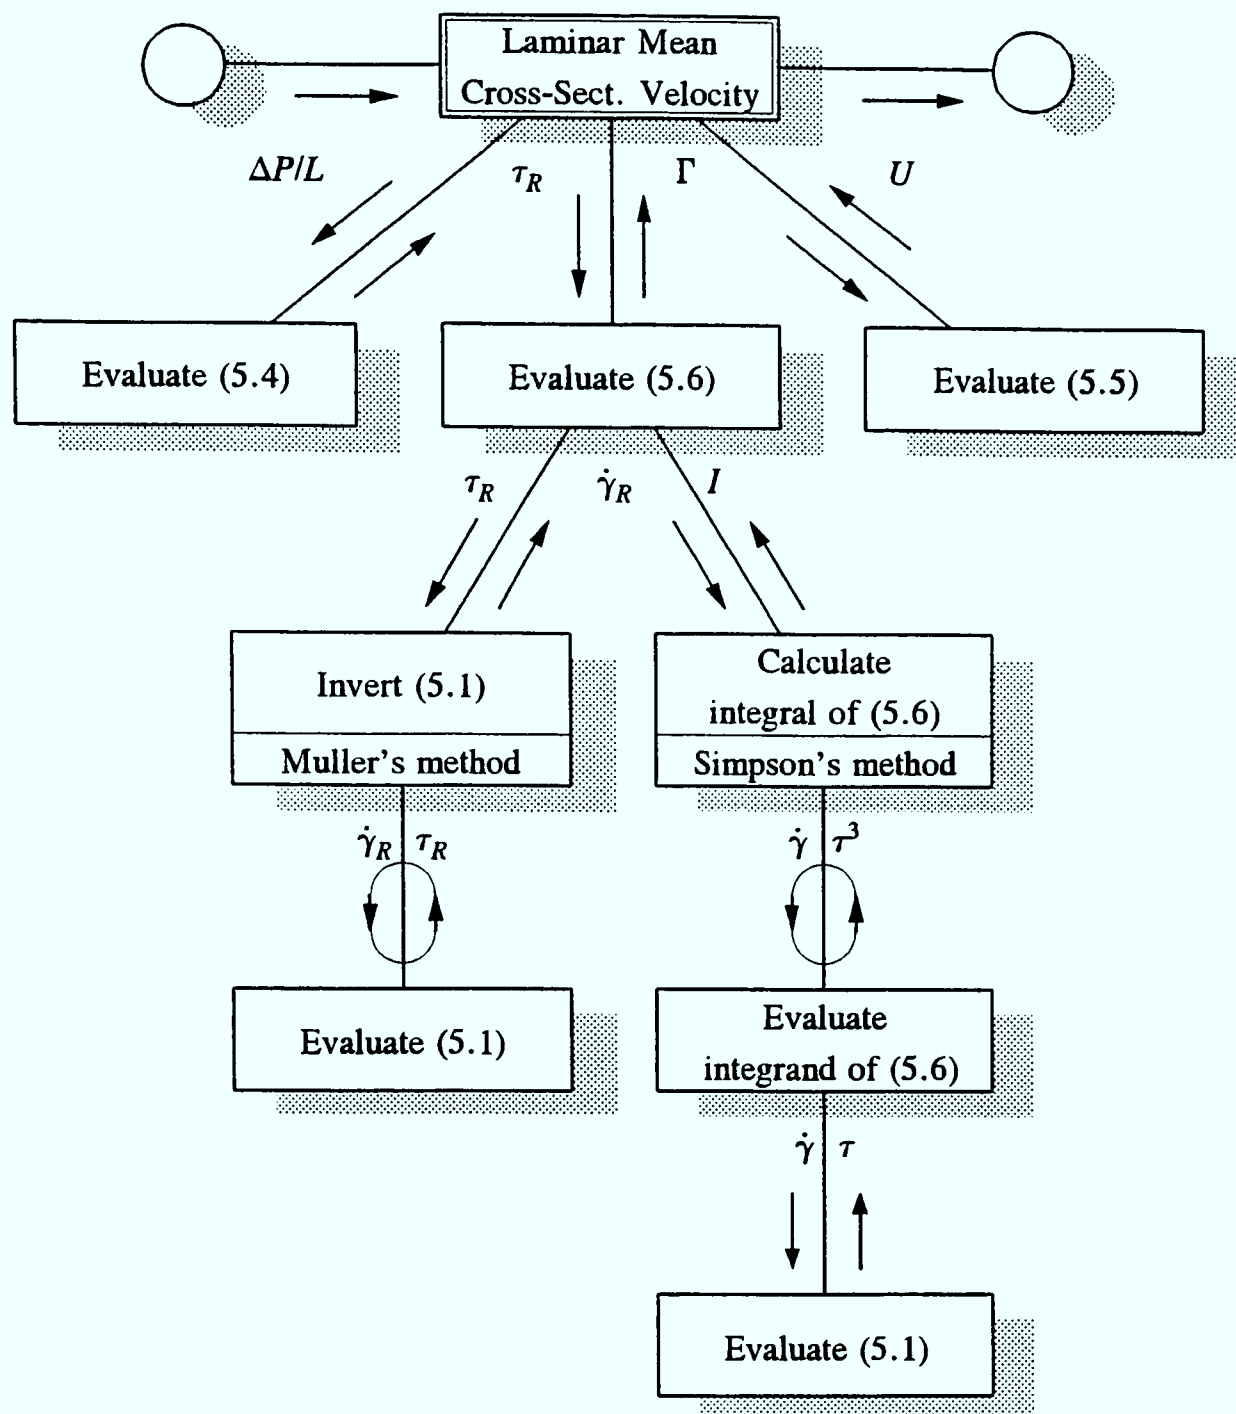 Laminar Mean
Cross-Sect. Velocity
ΔP/L
τ_R
Γ
U
Evaluate (5.4)
Evaluate (5.6)
Evaluate (5.5)
τ_R
γ̇_R
I
Invert (5.1)
Muller's method
Calculate
integral of (5.6)
Simpson's method
γ̇_R τ_R
γ̇ τ³
Evaluate (5.1)
Evaluate
integrand of (5.6)
γ̇ τ
Evaluate (5.1)